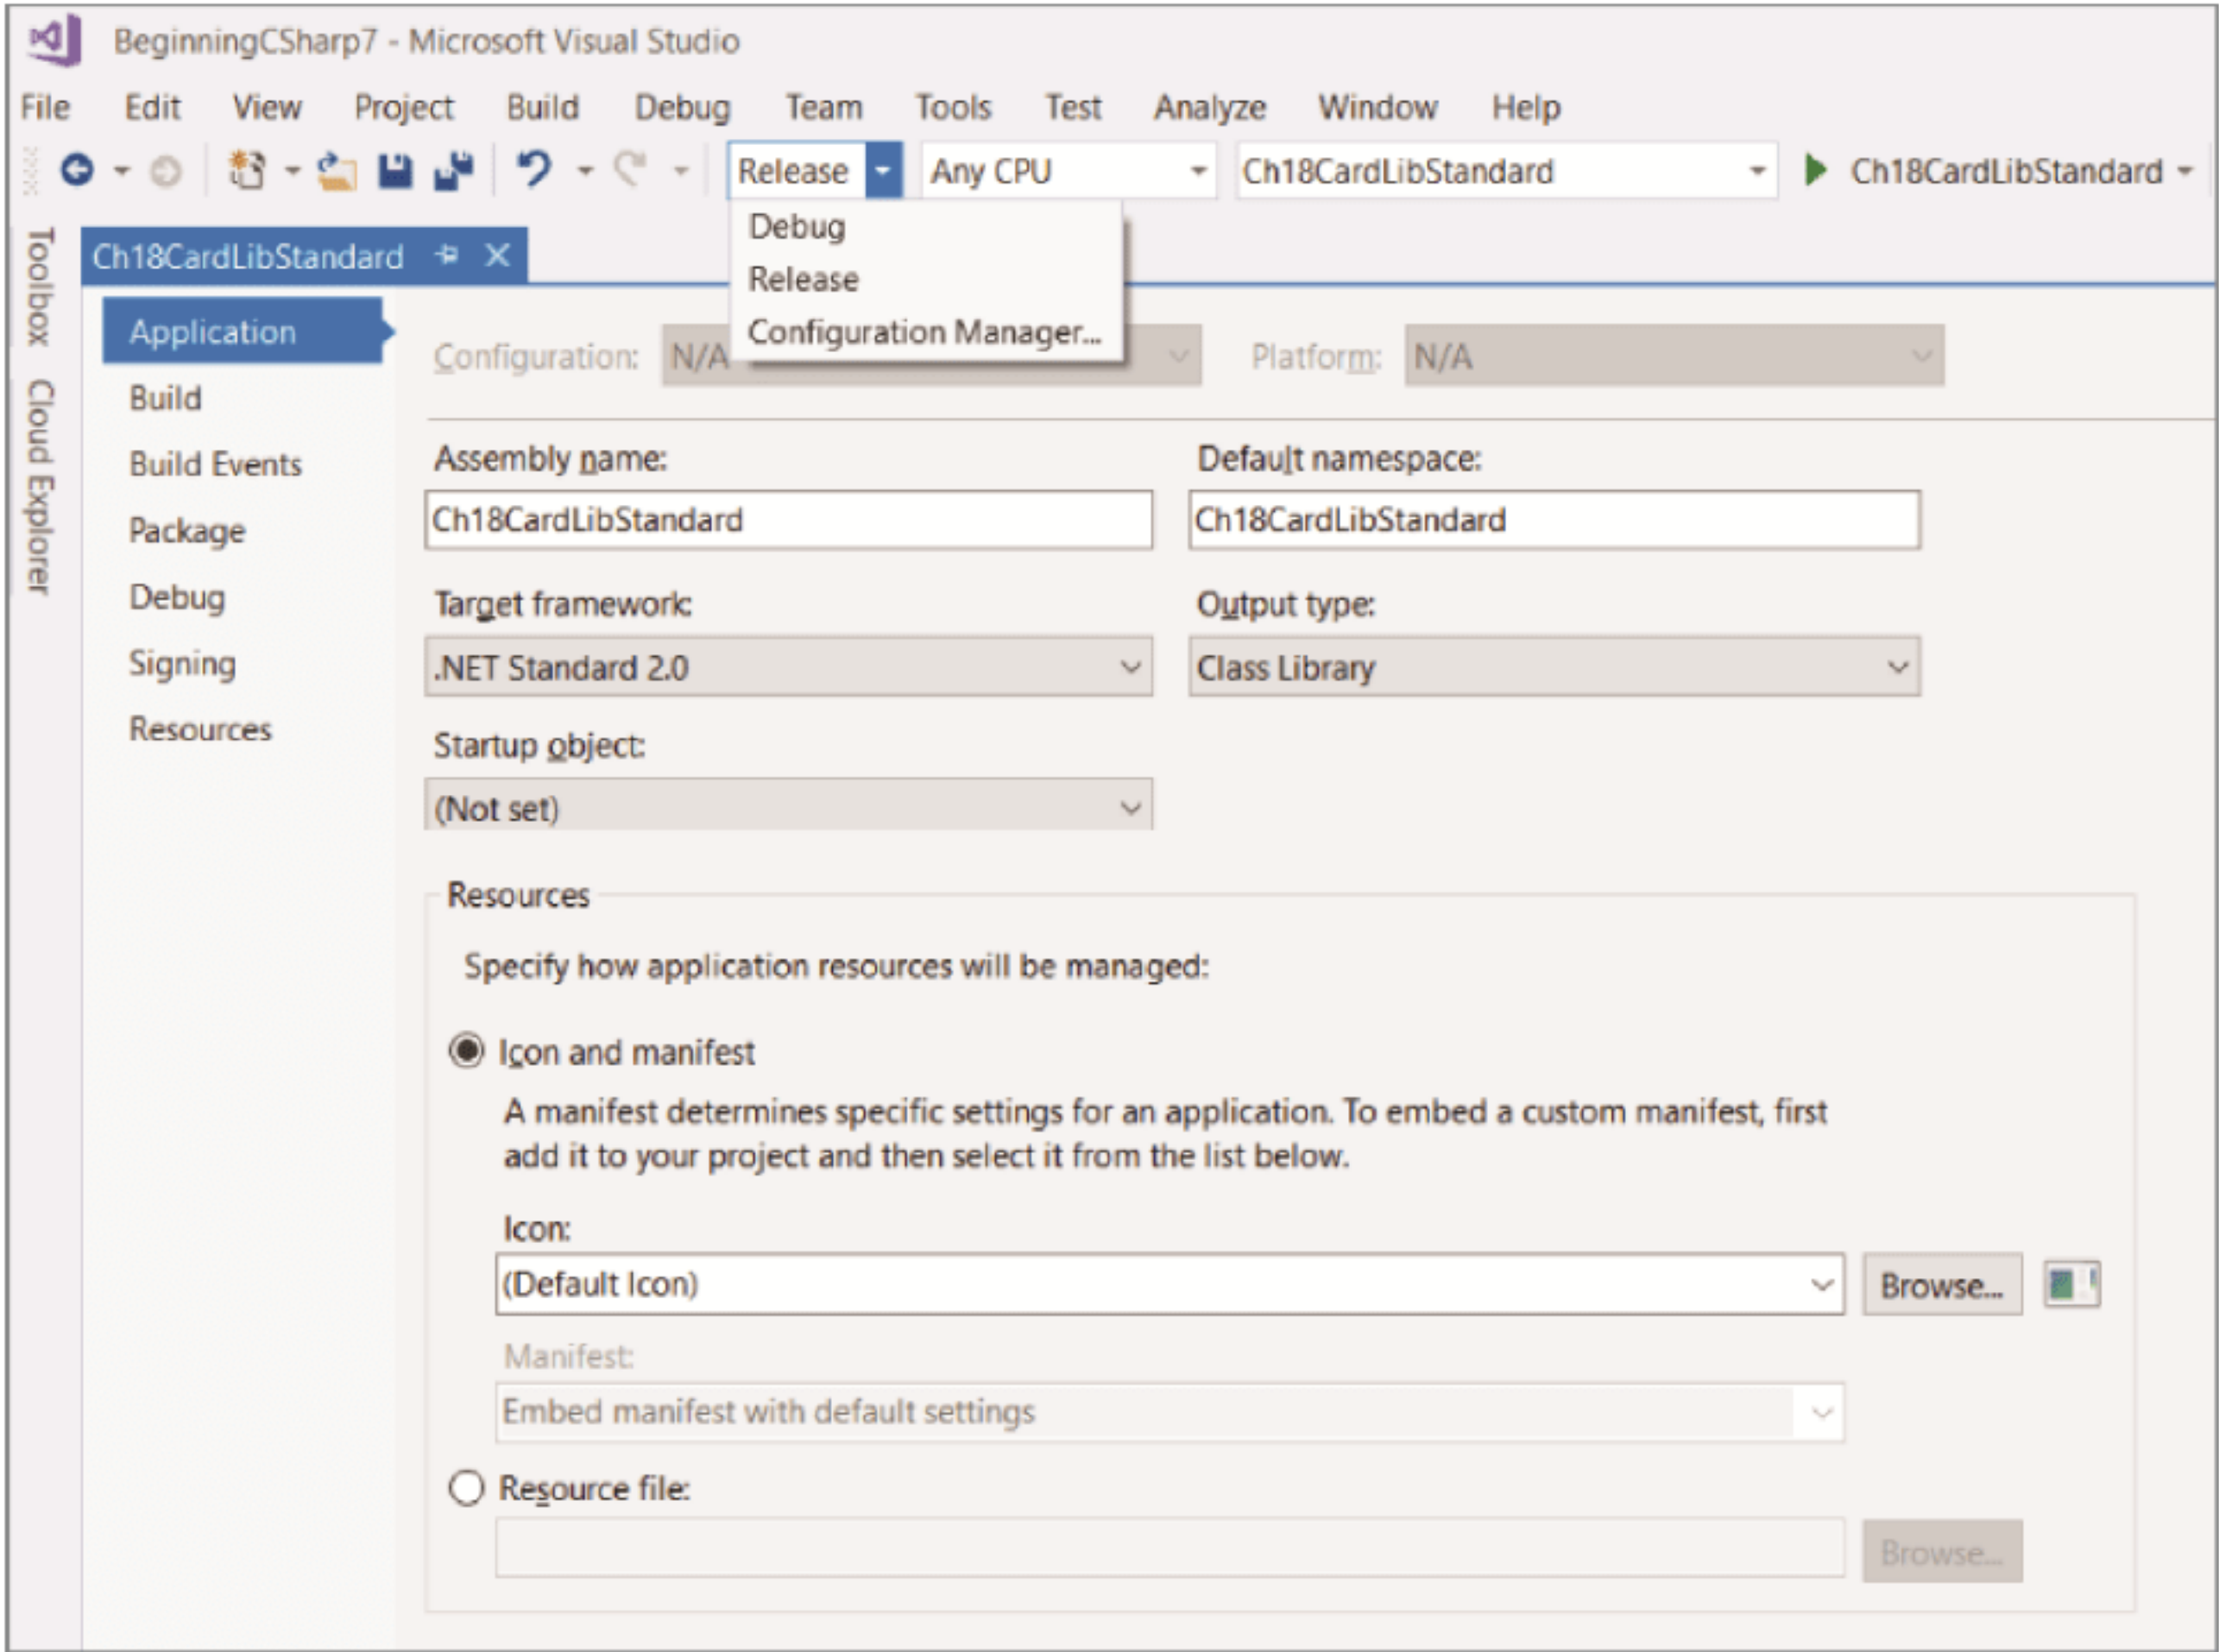 BeginningCSharp7 - Microsoft Visual Studio
File Edit View Project Build Debug Team Tools Test Analyze Window Help
Release Any CPU Ch18CardLibStandard Ch18CardLibStandard
Debug
Release
Configuration Manager...
Toolbox
Cloud Explorer
Ch18CardLibStandard
Application
Build
Build Events
Package
Debug
Signing
Resources
Configuration: N/A Platform: N/A
Assembly name: Default namespace:
Ch18CardLibStandard Ch18CardLibStandard
Target framework: Output type:
.NET Standard 2.0 Class Library
Startup object:
(Not set)
Resources
Specify how application resources will be managed:
Icon and manifest
A manifest determines specific settings for an application. To embed a custom manifest, first
add it to your project and then select it from the list below.
Icon:
(Default Icon) Browse...
Manifest:
Embed manifest with default settings
Resource file:
Browse...